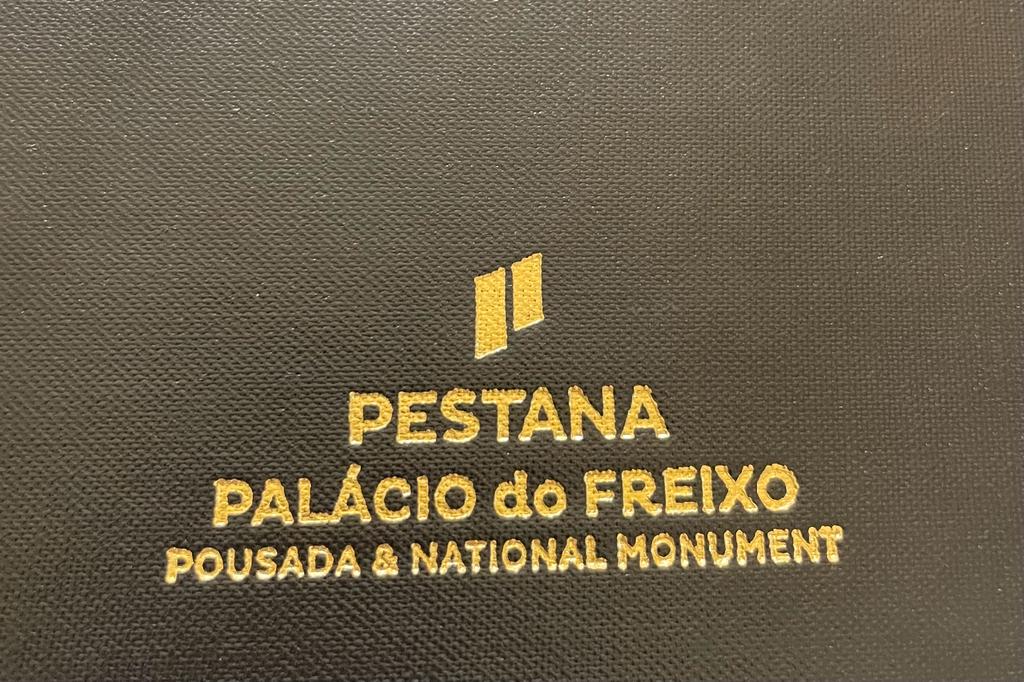 PESTANA
PALÁCIO do FREIXO
POUSADA & NATIONAL MONUMENT